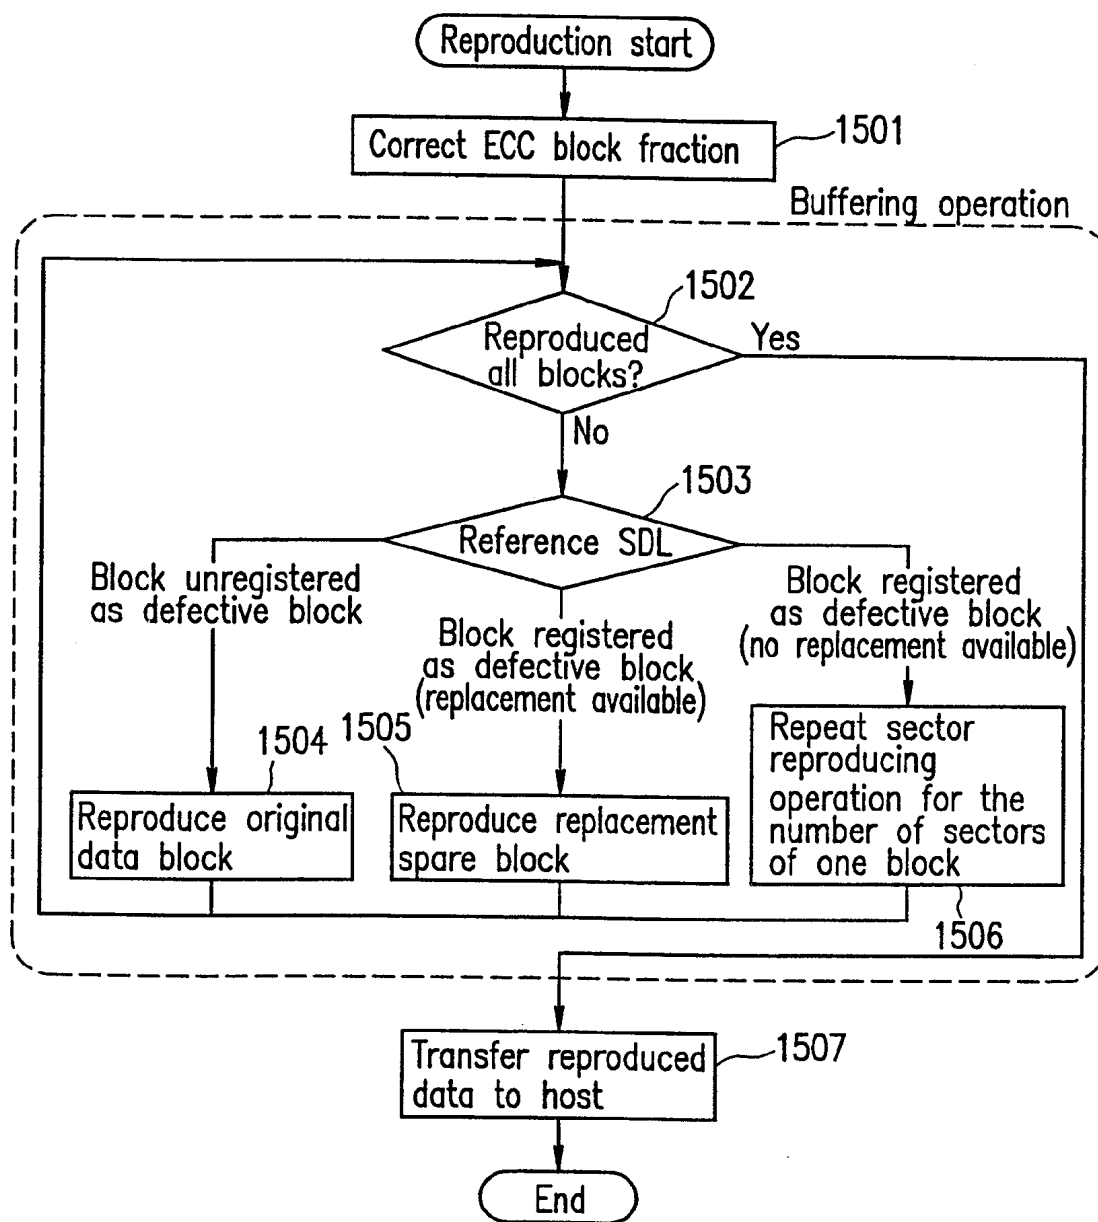 Reproduction start
Correct ECC block fraction
1501
Buffering operation
1502
Reproduced
all blocks?
Yes
No
1503
Reference SDL
Block unregistered
as defective block
Block registered
as defective block
(replacement available)
Block registered
as defective block
(no replacement available)
1504
Reproduce original
data block
1505
Reproduce replacement
spare block
Repeat sector
reproducing
operation for the
number of sectors
of one block
1506
Transfer reproduced
data to host
1507
End